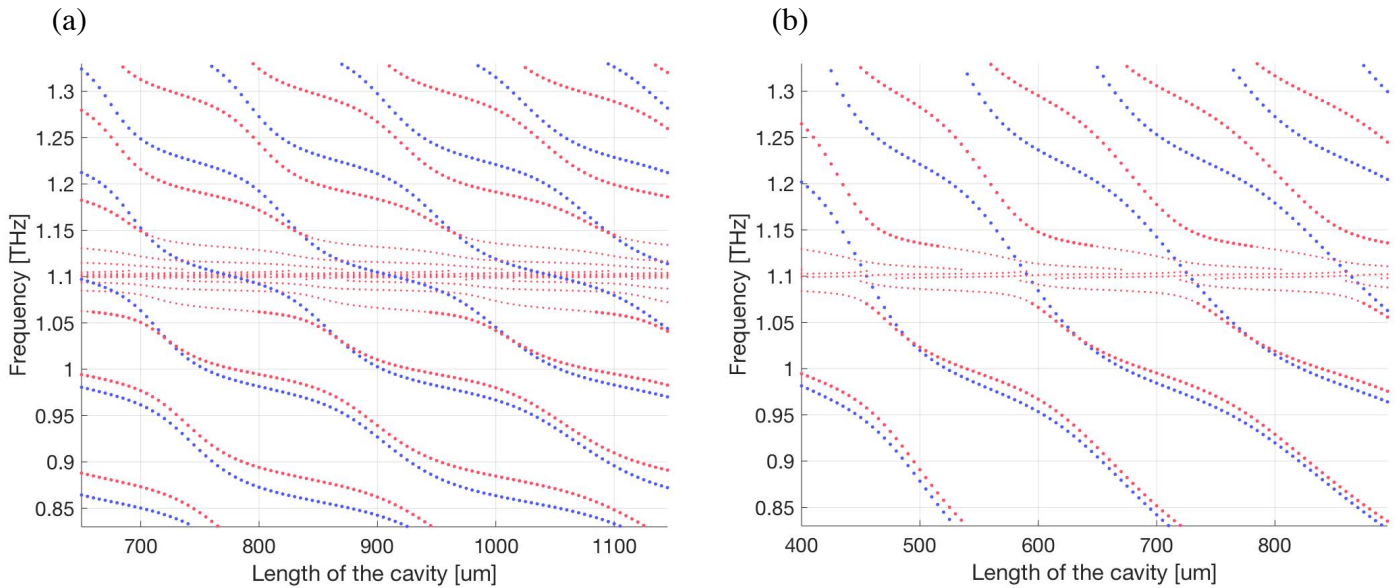 (a)
(b)
Frequency [THz]
1.3
1.25
1.2
1.15
1.1
1.05
1
0.95
0.9
0.85
700 800 900 1000 1100
Length of the cavity [um]
Frequency [THz]
1.3
1.25
1.2
1.15
1.1
1.05
1
0.95
0.9
0.85
400 500 600 700 800
Length of the cavity [um]